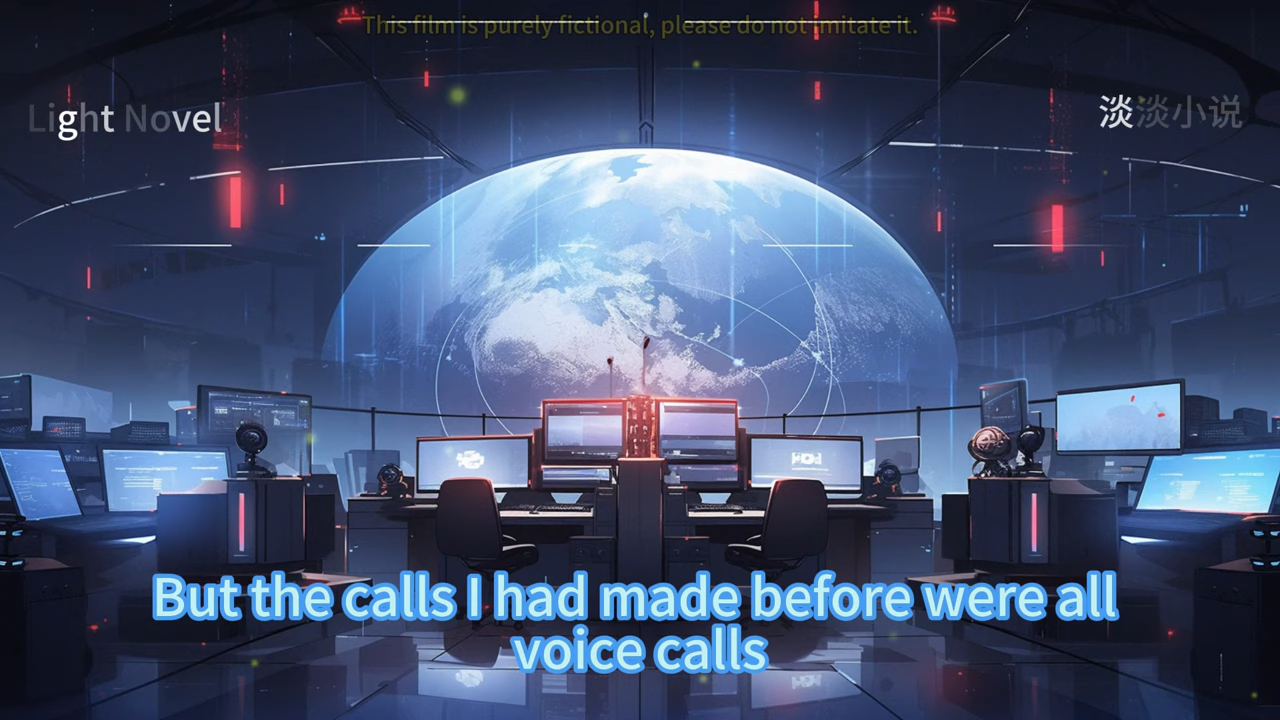 This film is purely fictional, please do not imitate it.
Light Novel
淡淡小说
But the calls I had made before were all
voice calls